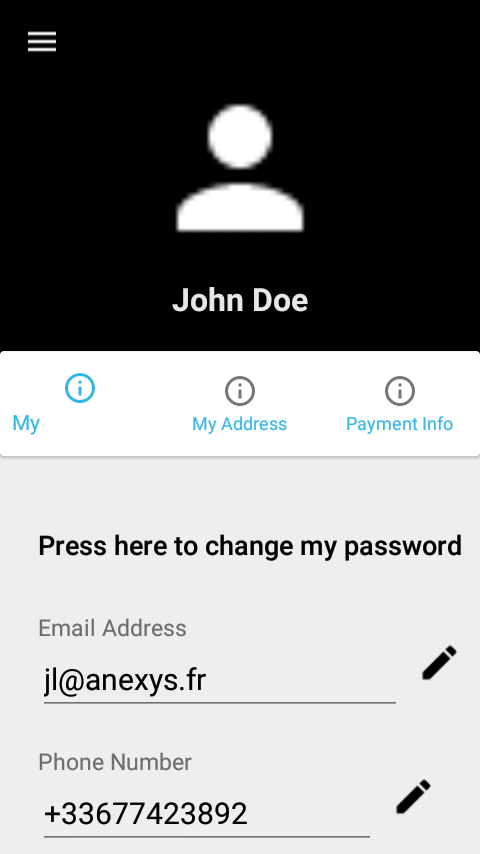 John Doe
My
My Address
Payment Info
Press here to change my password
Email Address
jl@anexys.fr
Phone Number
+33677423892